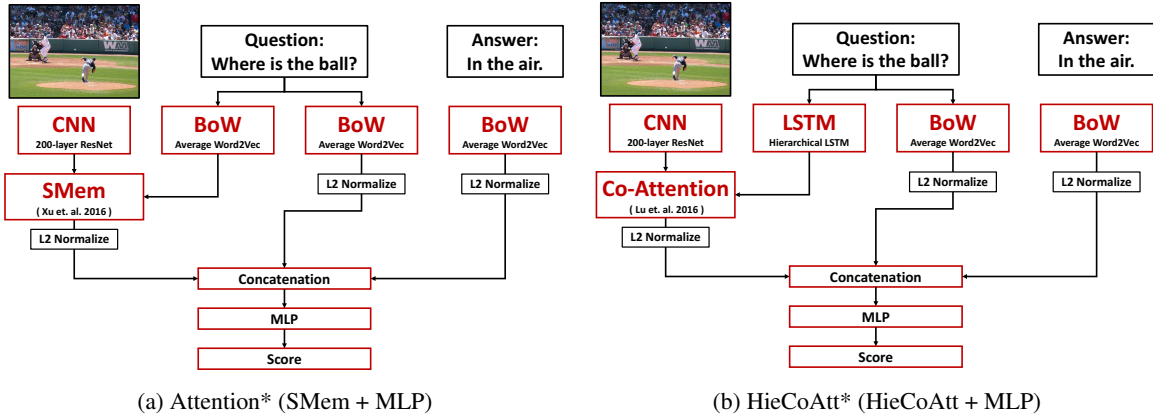 Question:
Where is the ball?
Answer:
In the air.
CNN
200-layer ResNet
BoW
Average Word2Vec
BoW
Average Word2Vec
BoW
Average Word2Vec
SMem
( Xu et. al. 2016 )
L2 Normalize
L2 Normalize
L2 Normalize
Concatenation
MLP
Score
(a) Attention* (SMem + MLP)
Question:
Where is the ball?
Answer:
In the air.
CNN
200-layer ResNet
LSTM
Hierarchical LSTM
BoW
Average Word2Vec
BoW
Average Word2Vec
Co-Attention
( Lu et. al. 2016 )
L2 Normalize
L2 Normalize
L2 Normalize
Concatenation
MLP
Score
(b) HieCoAtt* (HieCoAtt + MLP)